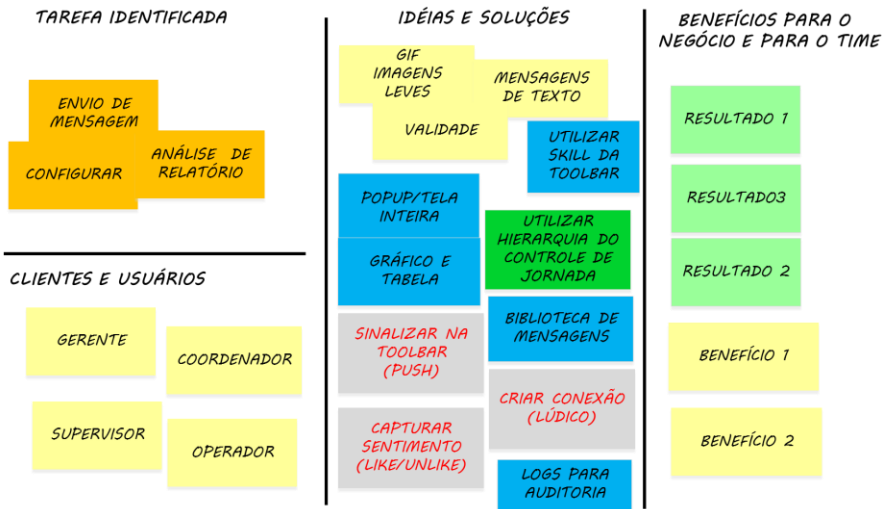 TAREFA IDENTIFICADA
ENVIO DE
MENSAGEM
CONFIGURAR
ANÁLISE DE
RELATÓRIO
CLIENTES E USUÁRIOS
GERENTE
COORDENADOR
SUPERVISOR
OPERADOR
IDÉIAS E SOLUÇÕES
GIF
IMAGENS
LEVES
MENSAGENS
DE TEXTO
VALIDADE
UTILIZAR
SKILL DA
TOOLBAR
POPUP/TELA
INTEIRA
UTILIZAR
HIERARQUIA DO
CONTROLE DE
JORNADA
GRÁFICO E
TABELA
BIBLIOTECA DE
MENSAGENS
SINALIZAR NA
TOOLBAR
(PUSH)
CRIAR CONEXÃO
(LÚDICO)
CAPTURAR
SENTIMENTO
(LIKE/UNLIKE)
LOGS PARA
AUDITORIA
BENEFÍCIOS PARA O
NEGÓCIO E PARA O TIME
RESULTADO 1
RESULTADO3
RESULTADO 2
BENEFÍCIO 1
BENEFÍCIO 2